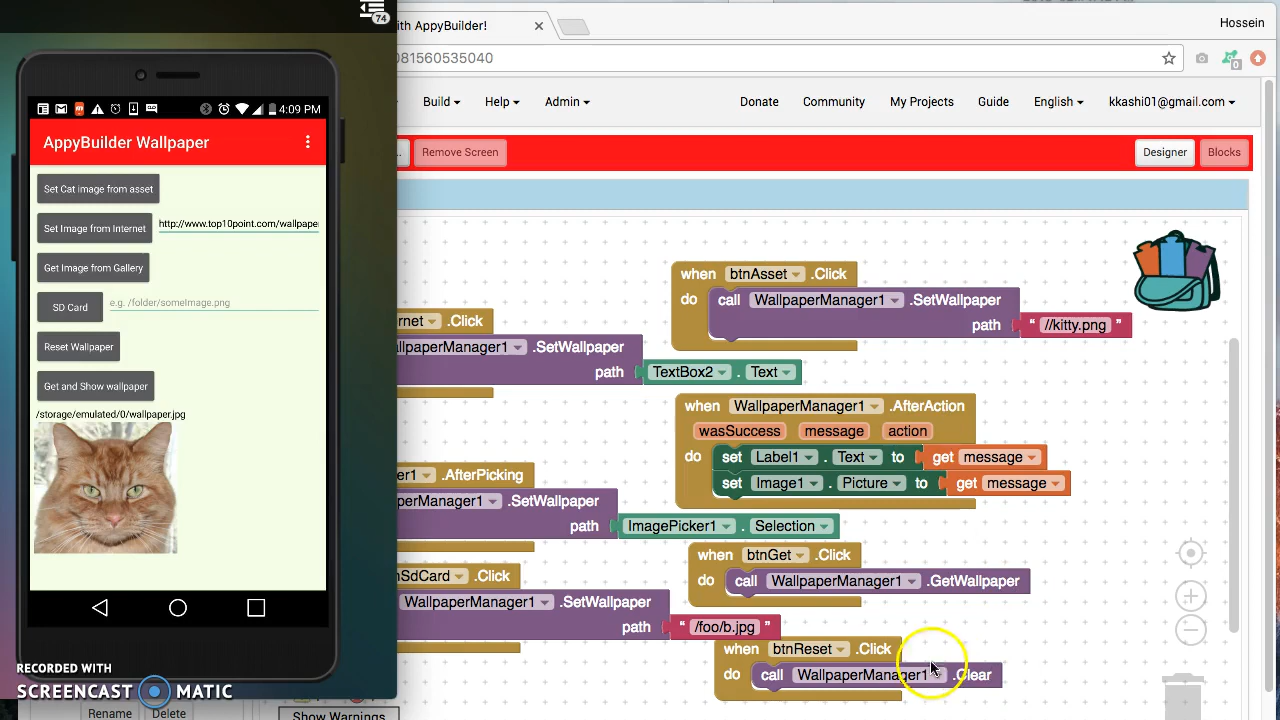 74
4:09 PM
AppyBuilder Wallpaper
Set Cat image from asset
Set Image from Internet http://www.top10point.com/wallpaper
Get Image from Gallery
SD Card e.g. /folder/someImage.png
Reset Wallpaper
Get and Show wallpaper
/storage/emulated/0/wallpaper.jpg
RECORDED WITH
SCREENCAST MATIC
Rename Delete
Show Warnings
with AppyBuilder!
Hossein
081560535040
0
Build Help Admin Donate Community My Projects Guide English kkashi01@gmail.com
... Remove Screen Designer Blocks
when btnAsset .Click
do call WallpaperManager1 .SetWallpaper
path " //kitty.png "
.Click
.SetWallpaper
path TextBox2 . Text
when WallpaperManager1 .AfterAction
wasSuccess message action
do set Label1 . Text to get message
set Image1 . Picture to get message
.AfterPicking
.SetWallpaper
path ImagePicker1 . Selection
when btnGet .Click
do call WallpaperManager1 .GetWallpaper
SdCard .Click
WallpaperManager1 .SetWallpaper
path " /foo/b.jpg "
when btnReset .Click
do call WallpaperManager1 .Clear